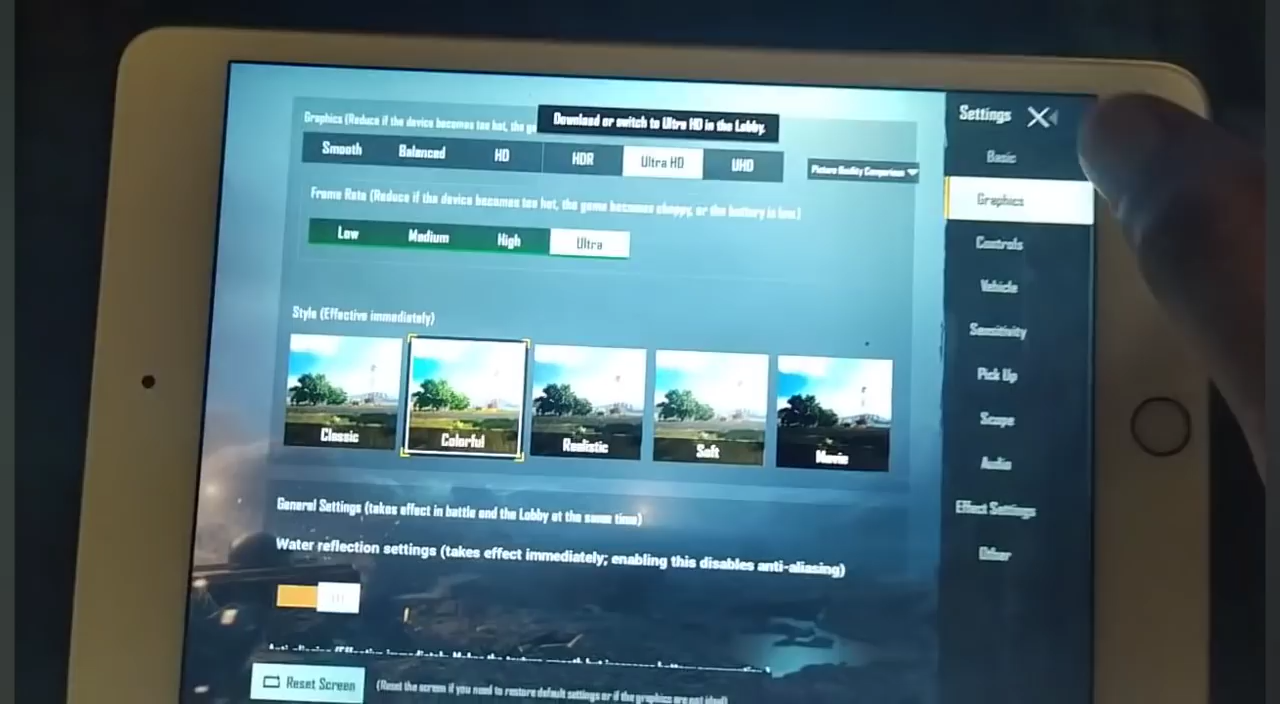 Graphics (Reduce if the device becomes too hot, the
Download or switch to Ultra HD in the Lobby.
Smooth Balanced HD HDR Ultra HD UHD
Picture Quality Comparison
Frame Rate (Reduce if the device becomes too hot, the game becomes choppy, or the battery is low)
Low Medium High Ultra
Style (Effective immediately)
Classic Colorful Realistic Soft Movie
General Settings (takes effect in battle and the Lobby at the same time)
Water reflection settings (takes effect immediately; enabling this disables anti-aliasing)
Reset Screen
(Reset the screen if you need to restore default settings or if the graphics are not ideal)
Settings
Basic
Graphics
Controls
Vehicle
Sensitivity
Pick Up
Scope
Audio
Effect Settings
Other